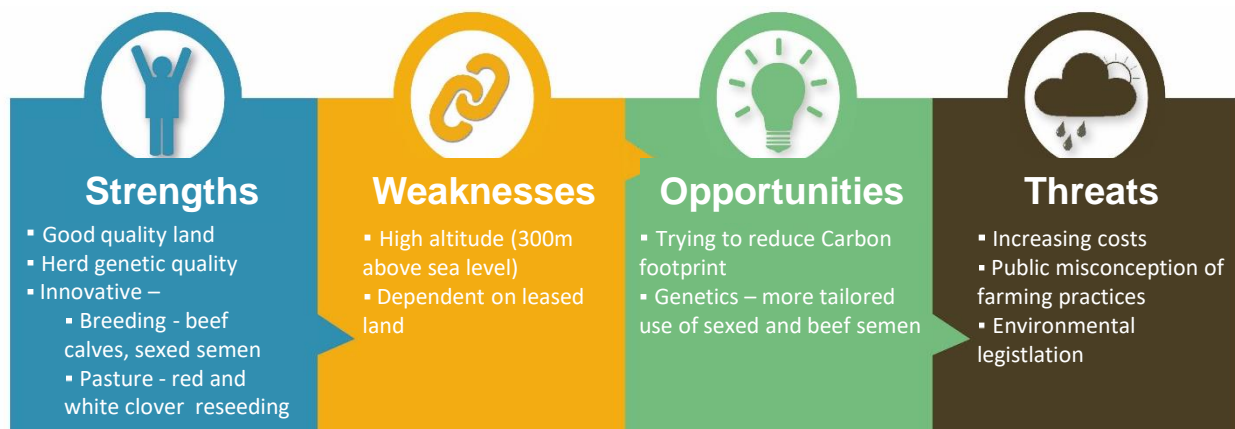 Strengths
▪ Good quality land
▪ Herd genetic quality
▪ Innovative –
▪ Breeding - beef
calves, sexed semen
▪ Pasture - red and
white clover  reseeding
Weaknesses
▪ High altitude (300m
above sea level)
▪ Dependent on leased
land
Opportunities
▪ Trying to reduce Carbon
footprint
▪ Genetics – more tailored
use of sexed and beef semen
Threats
▪ Increasing costs
▪ Public misconception of
farming practices
▪ Environmental
legistlation